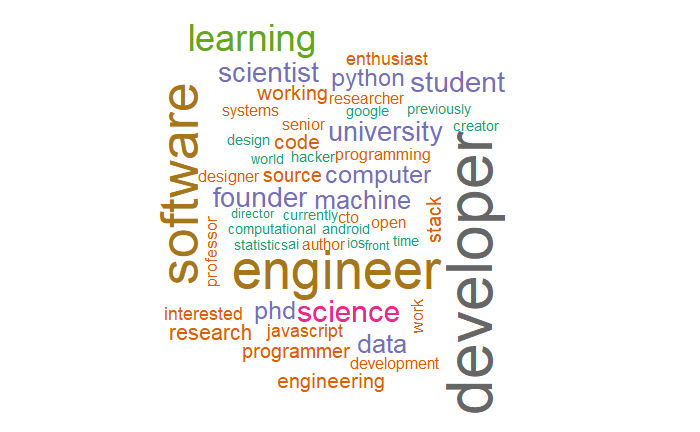 learning
enthusiast
scientist
python
student
working
researcher
systems
google
previously
software
senior
university
creator
design
code
world
hacker
programming
developer
designer
source
computer
founder
machine
director
currently
cto
open
stack
professor
computational
android
statistics
ai
author
ios
front
time
engineer
interested
phd
science
work
research
javascript
programmer
data
development
engineering